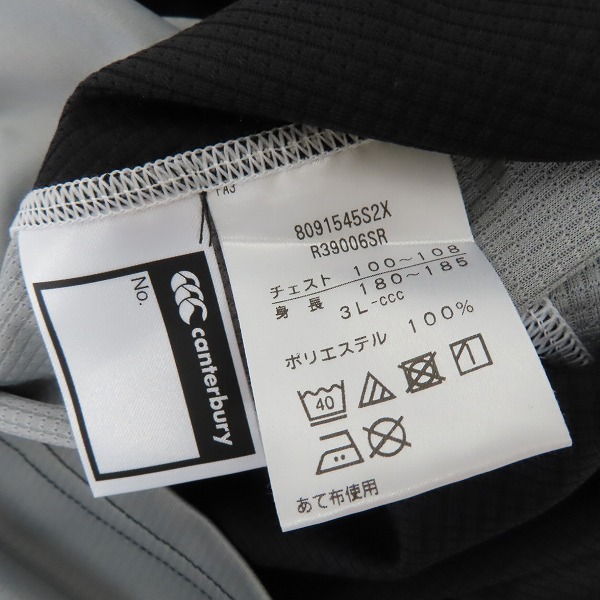 No.
canterbury
FA3
8091545S2X
R39006SR
チェスト 100～108
身長 180～185
3L-CCC
ポリエステル 100%
40
あて布使用